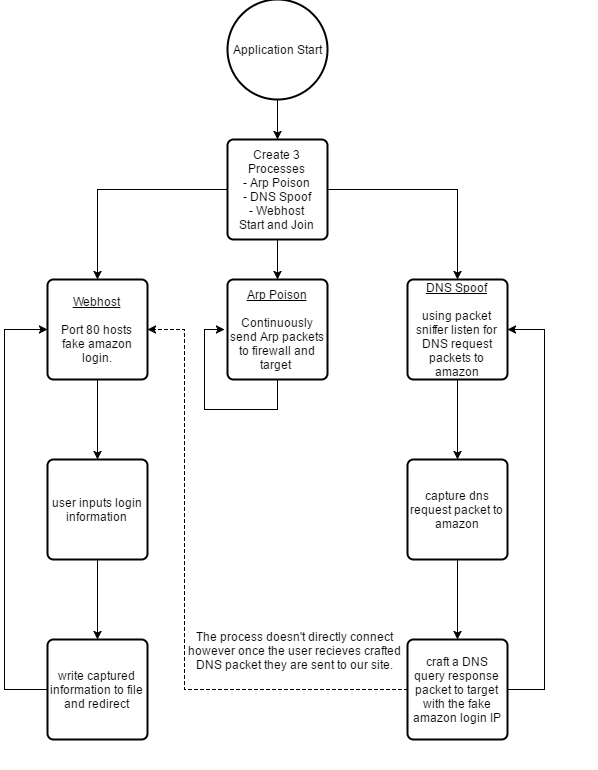 Application Start
Create 3
Processes
- Arp Poison
- DNS Spoof
- Webhost
Start and Join
Webhost
Port 80 hosts
fake amazon
login.
Arp Poison
Continuously
send Arp packets
to firewall and
target
DNS Spoof
using packet
sniffer listen for
DNS request
packets to
amazon
user inputs login
information
capture dns
request packet to
amazon
The process doesn't directly connect
however once the user recieves crafted
DNS packet they are sent to our site.
write captured
information to file
and redirect
craft a DNS
query response
packet to target
with the fake
amazon login IP